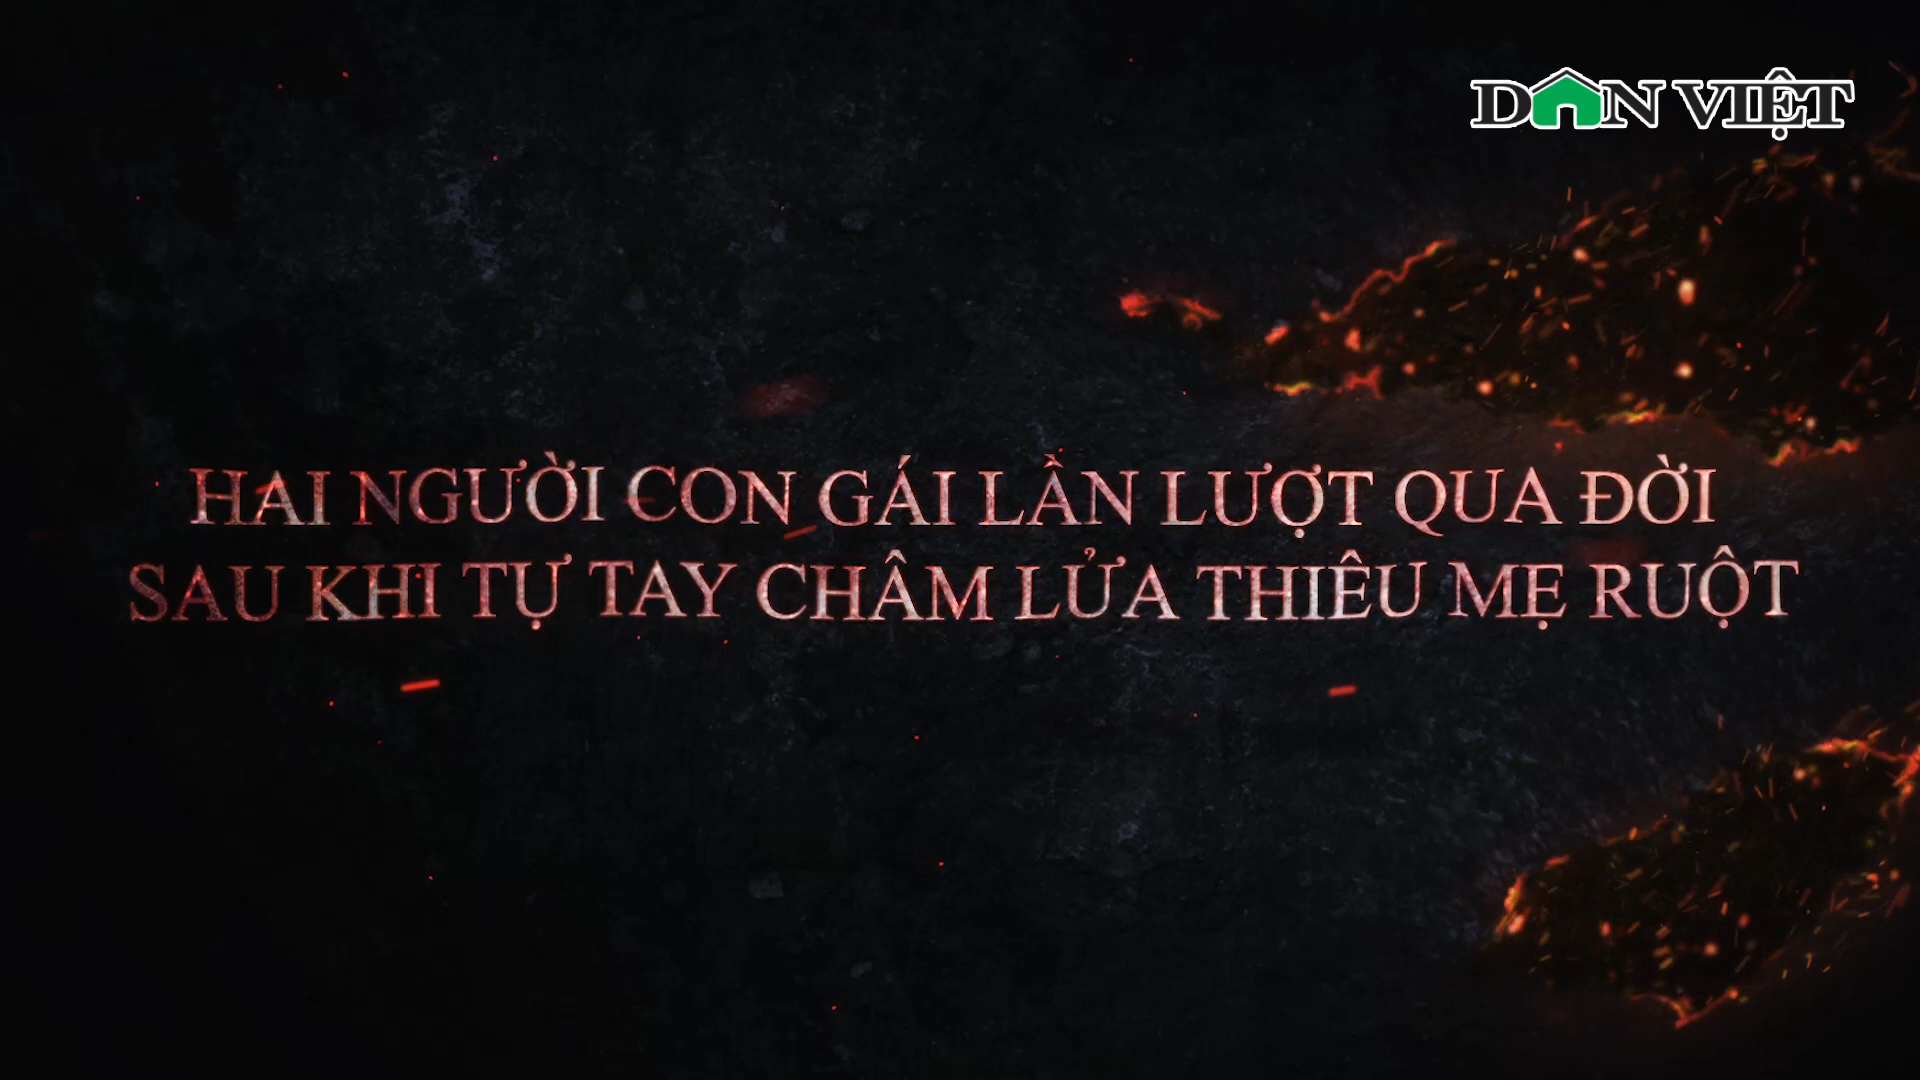 DÂN VIỆT
HAI NGƯỜI CON GÁI LẦN LƯỢT QUA ĐỜI
SAU KHI TỰ TAY CHÂM LỬA THIÊU MẸ RUỘT